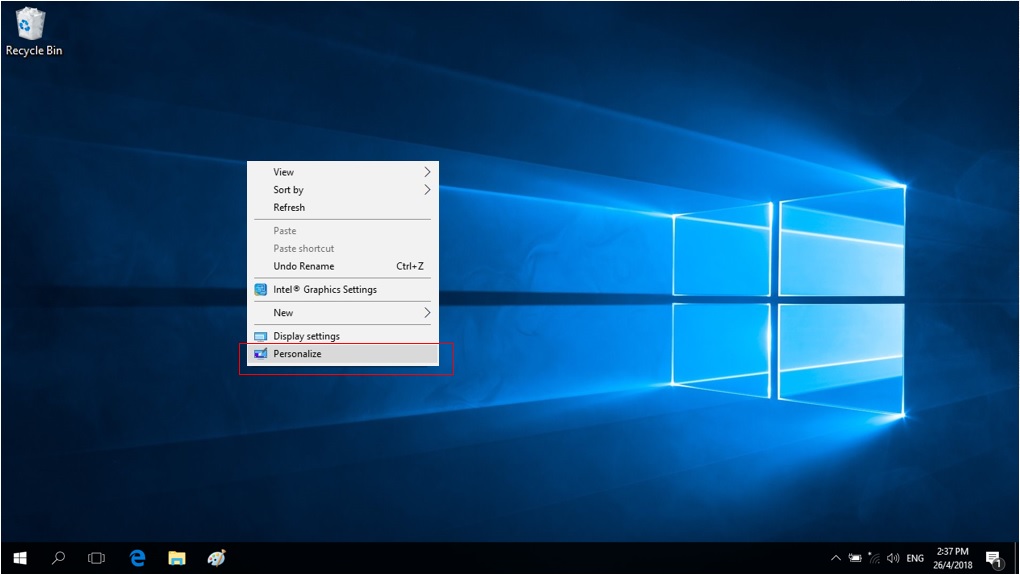 Recycle Bin
View
Sort by
Refresh
Paste
Paste shortcut
Undo Rename Ctrl+Z
Intel® Graphics Settings
New
Display settings
Personalize
ENG
2:37 PM
26/4/2018
1